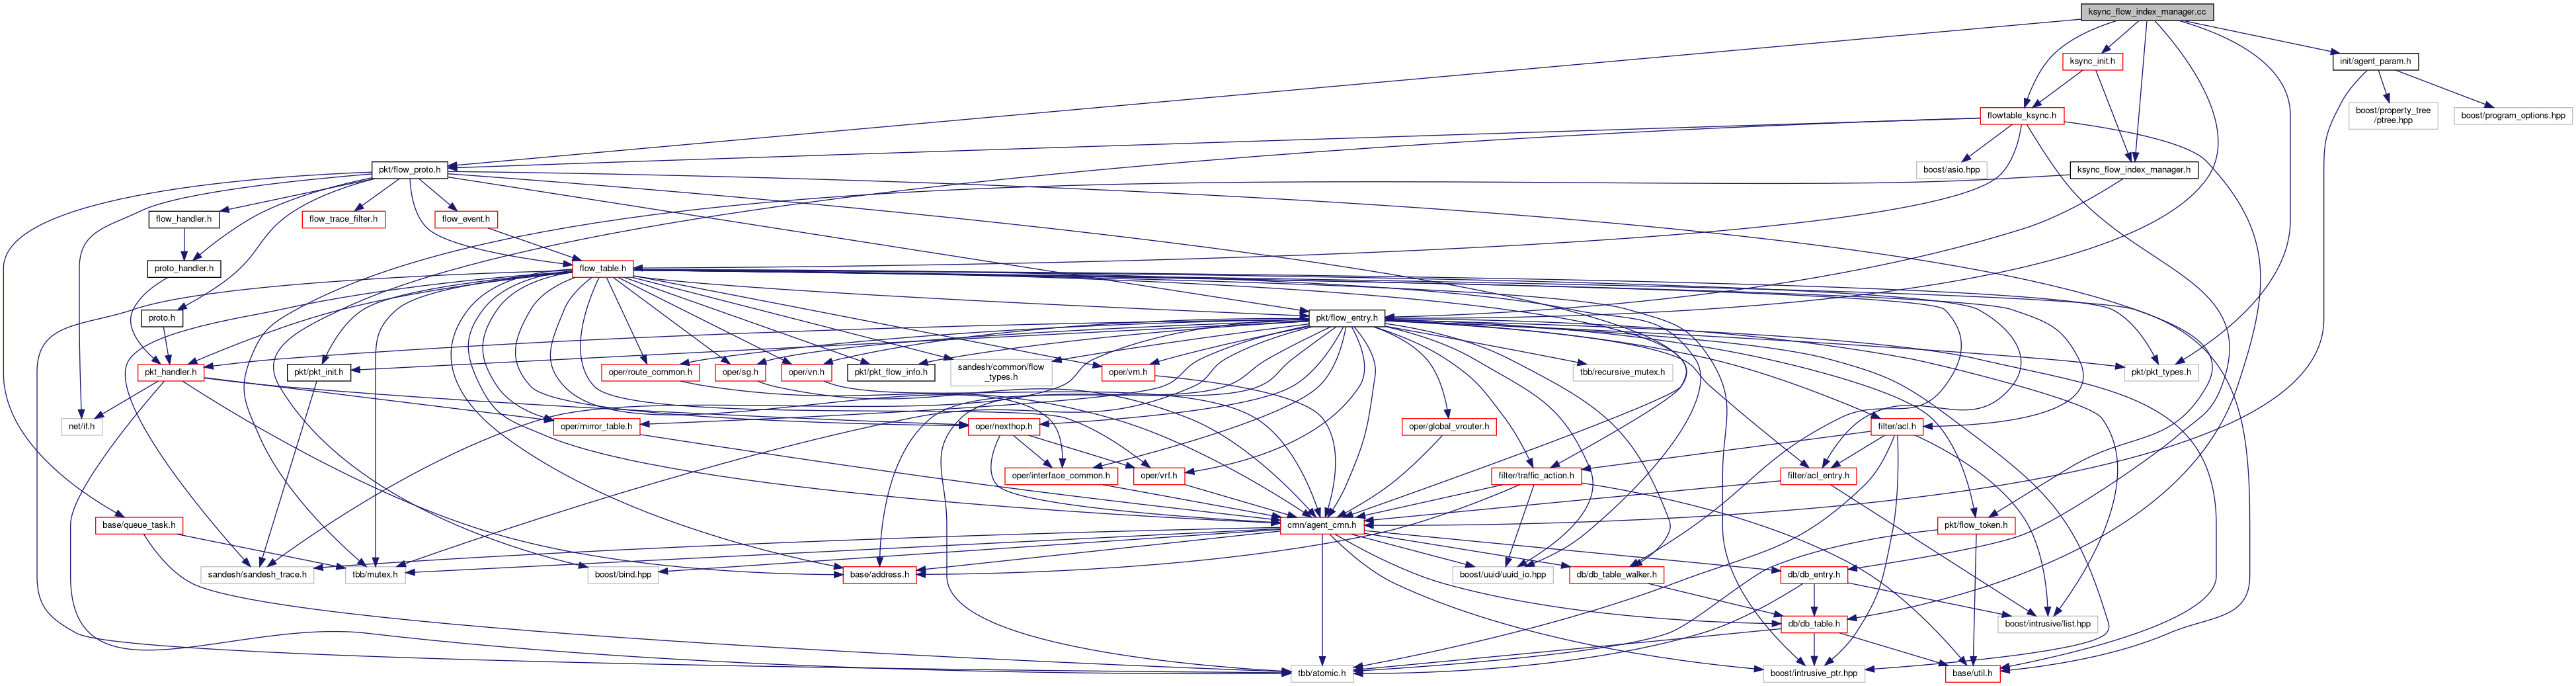 ksync_flow_index_manager.cc
ksync_init.h
init/agent_param.h
flowtable_ksync.h
boost/property_tree
/ptree.hpp
boost/program_options.hpp
pkt/flow_proto.h
boost/asio.hpp
ksync_flow_index_manager.h
flow_handler.h
flow_trace_filter.h
flow_event.h
proto_handler.h
flow_table.h
proto.h
pkt/flow_entry.h
pkt_handler.h
pkt/pkt_init.h
oper/route_common.h
oper/sg.h
oper/vn.h
pkt/pkt_flow_info.h
sandesh/common/flow
_types.h
oper/vm.h
tbb/recursive_mutex.h
pkt/pkt_types.h
net/if.h
oper/mirror_table.h
oper/nexthop.h
oper/global_vrouter.h
filter/acl.h
oper/interface_common.h
oper/vrf.h
filter/traffic_action.h
filter/acl_entry.h
base/queue_task.h
cmn/agent_cmn.h
pkt/flow_token.h
sandesh/sandesh_trace.h
tbb/mutex.h
boost/bind.hpp
base/address.h
boost/uuid/uuid_io.hpp
db/db_table_walker.h
db/db_entry.h
db/db_table.h
boost/intrusive/list.hpp
tbb/atomic.h
boost/intrusive_ptr.hpp
base/util.h